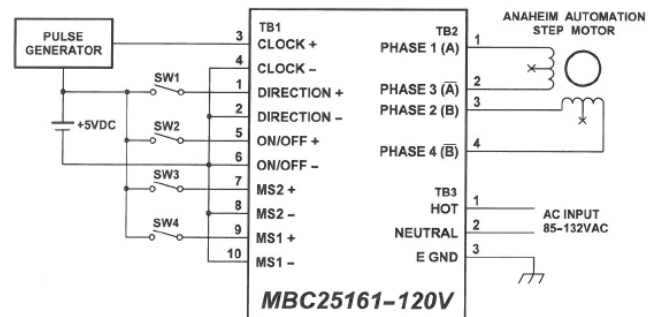 PULSE GENERATOR
+5VDC
SW1
SW2
SW3
SW4
TB1
3 CLOCK +
4 CLOCK –
1 DIRECTION +
2 DIRECTION –
5 ON/OFF +
6 ON/OFF –
7 MS2 +
8 MS2 –
9 MS1 +
10 MS1 –
TB2
PHASE 1 (A) 1
PHASE 3 (A̅) 2
PHASE 2 (B) 3
PHASE 4 (B̅) 4
TB3
HOT 1
NEUTRAL 2
E GND 3
MBC25161–120V
ANAHEIM AUTOMATION
STEP MOTOR
AC INPUT
85–132VAC